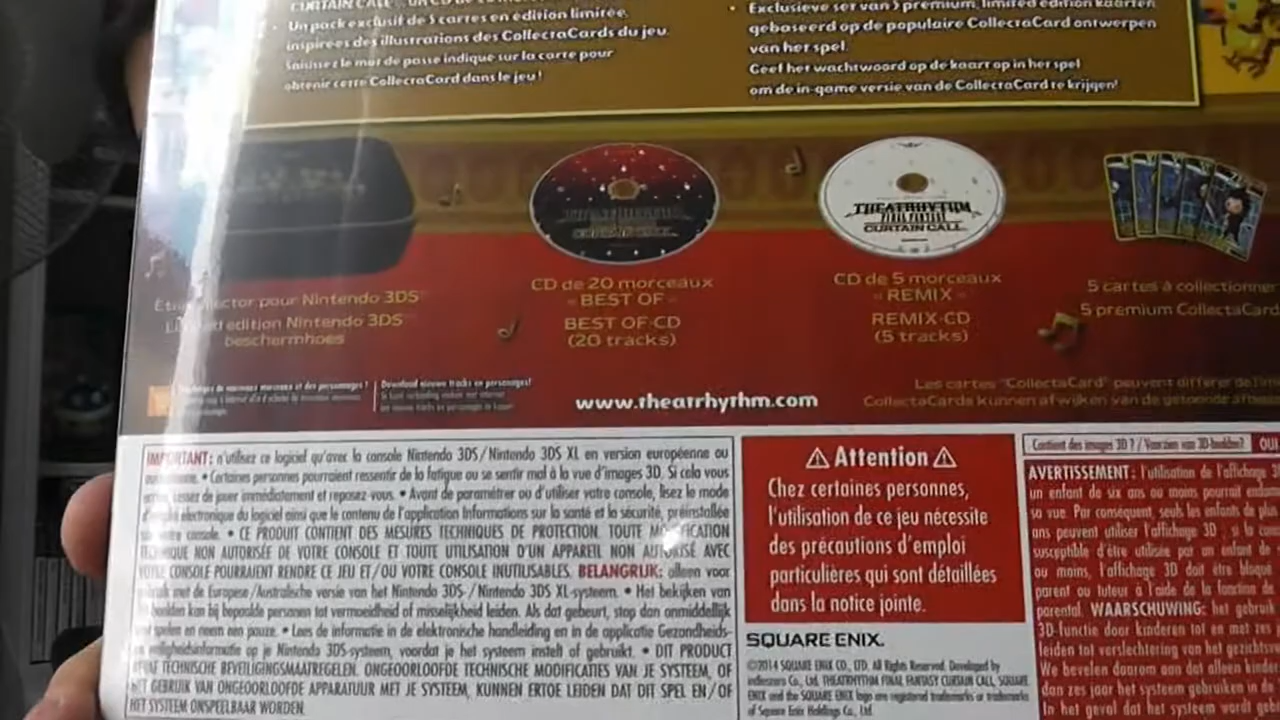 Un pack exclusif de 5 cartes en édition limitée,
inspirées des illustrations des CollectaCards du jeu.
Saisissez le mot de passe indiqué sur la carte pour
obtenir cette CollectaCard dans le jeu !
• Exclusieve set van 5 premium, limited edition kaarten
gebaseerd op de populaire CollectaCard ontwerpen
van het spel.
Geef het wachtwoord op de kaart op in het spel
om de in-game versie van de CollectaCard te krijgen!
THEATRHYTHM
CURTAIN CALL
THEATRHYTHM
FINAL FANTASY
CURTAIN CALL
pour Nintendo 3DS
edition Nintendo 3DS
beschermhoes
CD de 20 morceaux
« BEST OF »
BEST OF-CD
(20 tracks)
CD de 5 morceaux
« REMIX »
REMIX-CD
(5 tracks)
5 cartes à collectionner
5 premium CollectaCard
Download nieuwe tracks en personages!
www.theatrhythm.com
Les cartes "CollectaCard" peuvent différer de l'im
CollectaCards kunnen afwijken van de getoonde afbee
IMPORTANT : n'utilisez ce logiciel qu'avec la console Nintendo 3DS/Nintendo 3DS XL en version européenne ou
• Certaines personnes pourraient ressentir de la fatigue ou se sentir mal à la vue d'images 3D. Si cela vous
cessez de jouer immédiatement et reposez-vous. • Avant de paramétrer ou d'utiliser votre console, lisez le mode
d'emploi électronique du logiciel ainsi que le contenu de l'application Informations sur la santé et la sécurité, préinstallée
votre console. • CE PRODUIT CONTIENT DES MESURES TECHNIQUES DE PROTECTION. TOUTE MODIFICATION
TECHNIQUE NON AUTORISÉE DE VOTRE CONSOLE ET TOUTE UTILISATION D'UN APPAREIL NON AUTORISÉ AVEC
VOTRE CONSOLE POURRAIENT RENDRE CE JEU ET/OU VOTRE CONSOLE INUTILISABLES. BELANGRIJK: alleen voor
gebruik met de Europese/Australische versie van het Nintendo 3DS-/Nintendo 3DS XL-systeem. • Het bekijken van
beelden kan bij bepaalde personen tot vermoeidheid of misselijkheid leiden. Als dat gebeurt, stop dan onmiddellijk
met spelen en neem een pauze. • Lees de informatie in de elektronische handleiding en in de applicatie Gezondheids-
en veiligheidsinformatie op je Nintendo 3DS-systeem, voordat je het systeem instelt of gebruikt. • DIT PRODUCT
BEVAT TECHNISCHE BEVEILIGINGSMAATREGELEN. ONGEOORLOOFDE TECHNISCHE MODIFICATIES VAN JE SYSTEEM, OF
HET GEBRUIK VAN ONGEOORLOOFDE APPARATUUR MET JE SYSTEEM, KUNNEN ERTOE LEIDEN DAT DIT SPEL EN/OF
HET SYSTEEM ONSPEELBAAR WORDEN.
⚠ Attention ⚠
Chez certaines personnes,
l'utilisation de ce jeu nécessite
des précautions d'emploi
particulières qui sont détaillées
dans la notice jointe.
SQUARE ENIX.
©2014 SQUARE ENIX CO., LTD. All Rights Reserved. Developed by
indieszero Co., Ltd. THEATRHYTHM FINAL FANTASY CURTAIN CALL, SQUARE
ENIX and the SQUARE ENIX logo are registered trademarks or trademarks
of Square Enix Holdings Co., Ltd.
Contient des images 3D ? / Voorzien van 3D-beelden? OUI
AVERTISSEMENT : l'utilisation de l'affichage 3
un enfant de six ans ou moins pourrait endom
sa vue. Par conséquent, seuls les enfants de plus
ans peuvent utiliser l'affichage 3D ; si la cons
susceptible d'être utilisée par un enfant de
ou moins, l'affichage 3D doit être bloqué
parent ou tuteur à l'aide de la fonction de
parental. WAARSCHUWING: het gebruik
3D-functie door kinderen tot en met zes j
leiden tot verslechtering van het gezichtsve
We bevelen daarom aan dat alleen kinder
dan zes jaar het systeem gebruiken in de
In het geval dat het systeem wordt geb